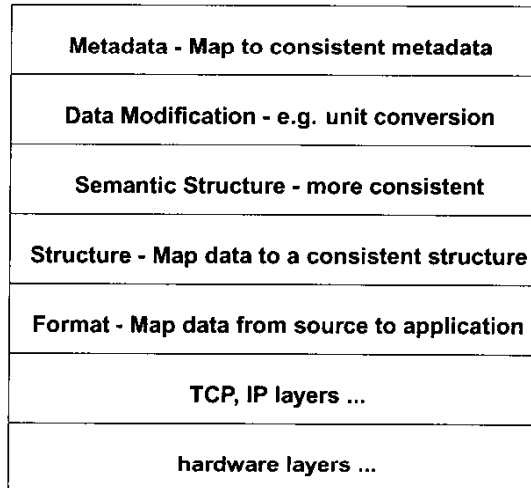 Metadata - Map to consistent metadata
Data Modification - e.g. unit conversion
Semantic Structure - more consistent
Structure - Map data to a consistent structure
Format - Map data from source to application
TCP, IP layers ...
hardware layers ...